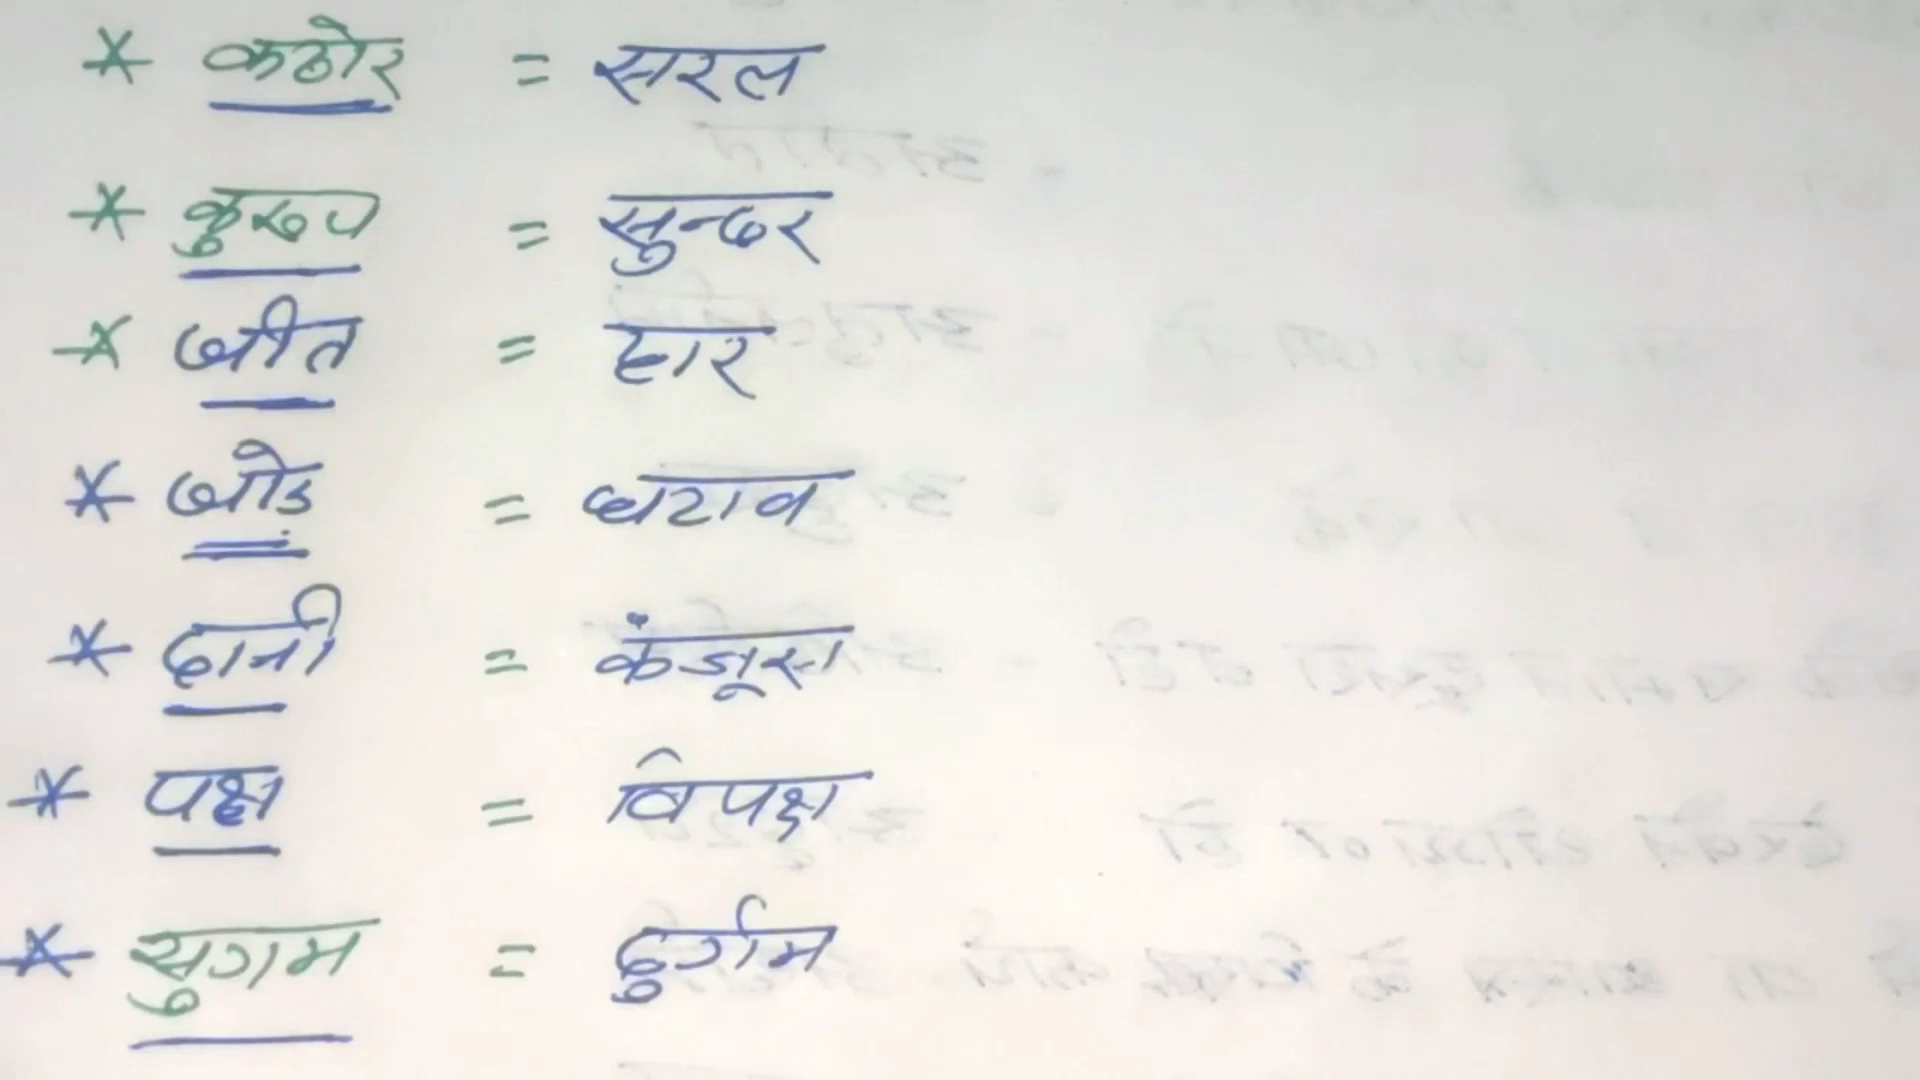 * कठोर = सरल
* कुरूप = सुन्दर
* जीत = हार
* जोड़ = घटाव
* दानी = कंजूस
* पक्ष = विपक्ष
* सुगम = दुर्गम